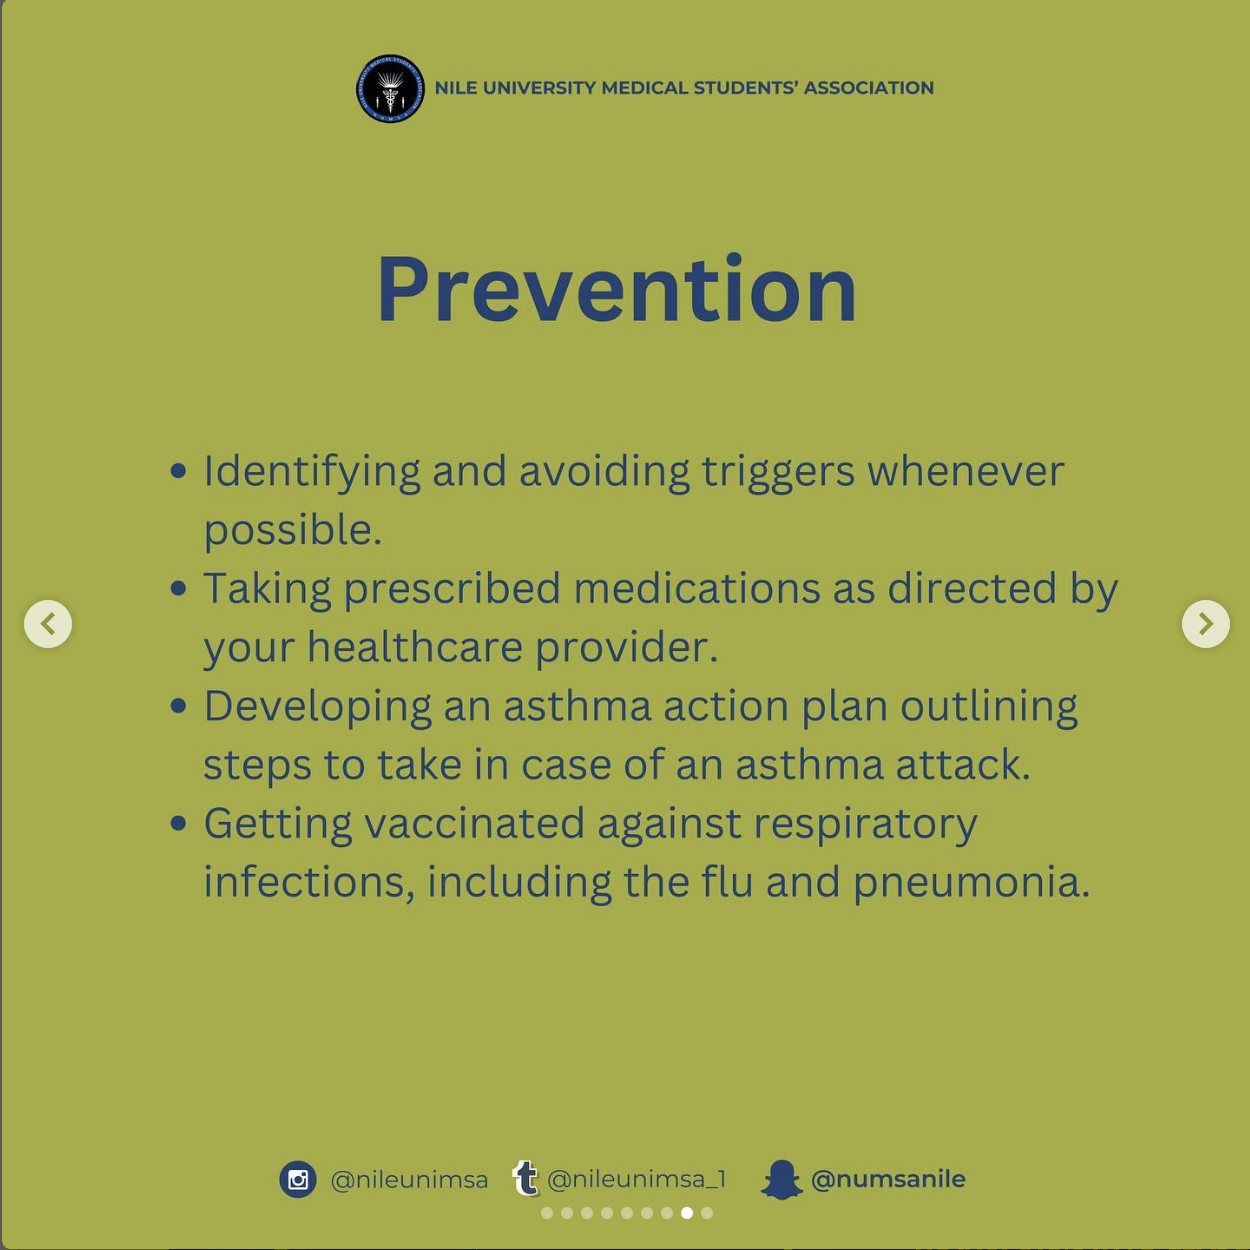 NILE UNIVERSITY MEDICAL STUDENTS’ ASSOCIATION
Prevention
• Identifying and avoiding triggers whenever
possible.
• Taking prescribed medications as directed by
your healthcare provider.
• Developing an asthma action plan outlining
steps to take in case of an asthma attack.
• Getting vaccinated against respiratory
infections, including the flu and pneumonia.
@nileunimsa @nileunimsa_1 @numsanile